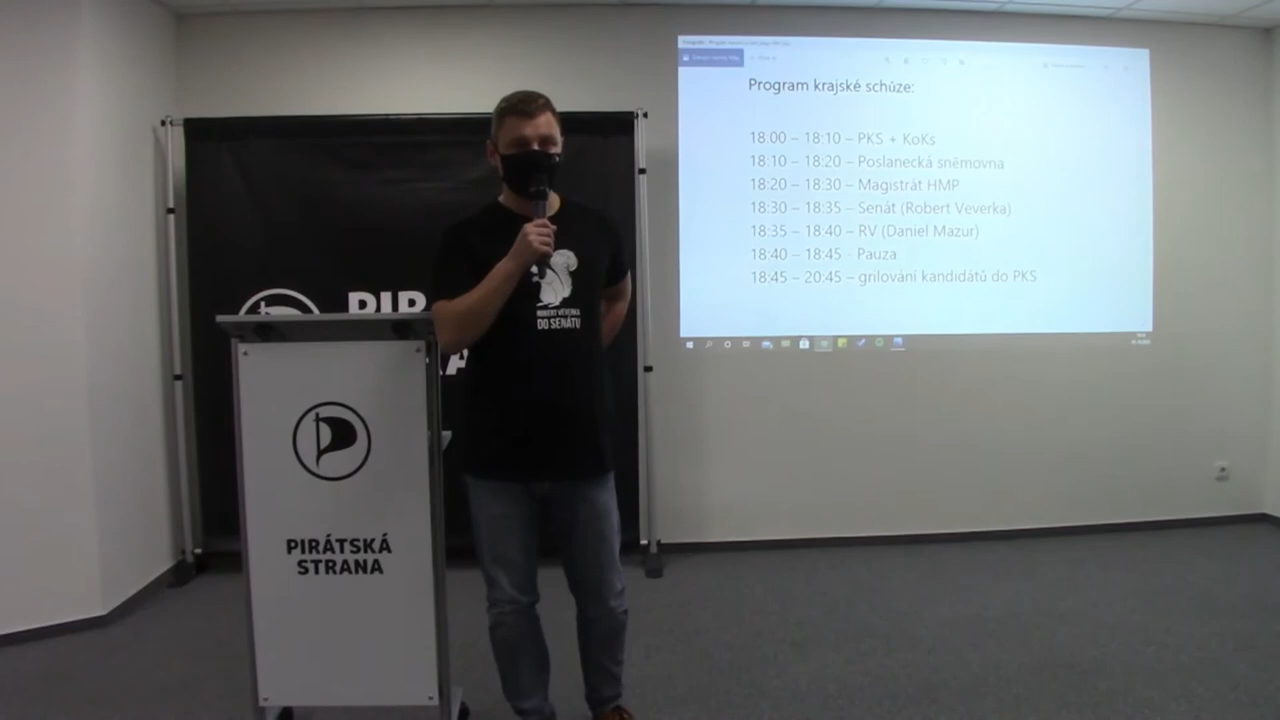 Program krajské schůze:
18:00 – 18:10 – PKS + KoKs
18:10 – 18:20 – Poslanecká sněmovna
18:20 – 18:30 – Magistrát HMP
18:30 – 18:35 – Senát (Robert Veverka)
18:35 – 18:40 – RV (Daniel Mazur)
18:40 – 18:45 - Pauza
18:45 – 20:45 – grilování kandidátů do PKS
ROBERT VEVERKA
DO SENÁTU
PIR
PIRÁTSKÁ
STRANA